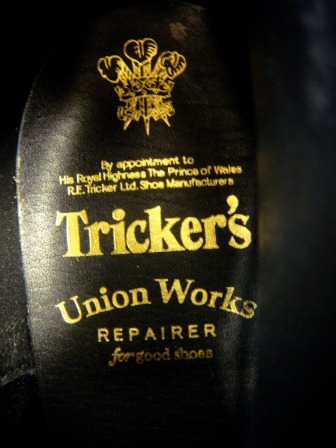 By appointment to
His Royal Highness The Prince of Wales
R.E. Tricker Ltd. Shoe Manufacturers
Tricker's
Union Works
REPAIRER
for good shoes